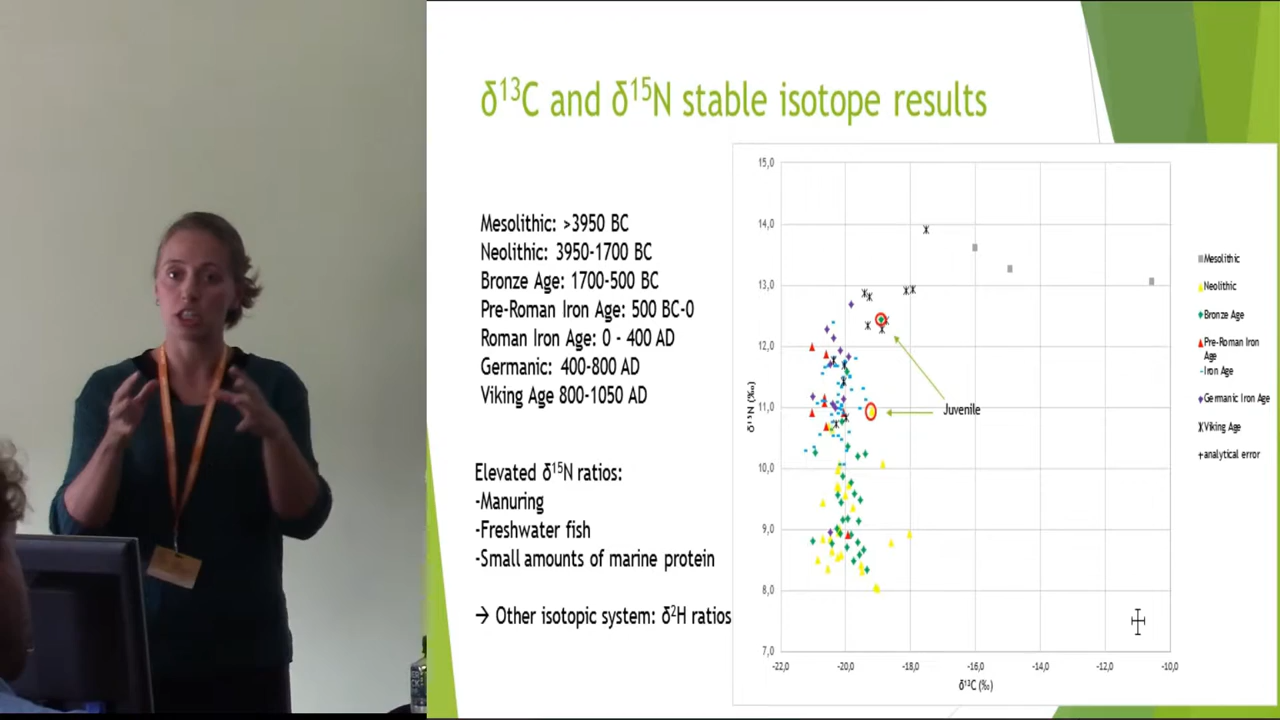 δ¹³C and δ¹⁵N stable isotope results
Mesolithic: >3950 BC
Neolithic: 3950-1700 BC
Bronze Age: 1700-500 BC
Pre-Roman Iron Age: 500 BC-0
Roman Iron Age: 0 - 400 AD
Germanic: 400-800 AD
Viking Age 800-1050 AD
Elevated δ¹⁵N ratios:
-Manuring
-Freshwater fish
-Small amounts of marine protein
→ Other isotopic system: δ²H ratios
15,0
14,0
13,0
12,0
11,0
10,0
9,0
8,0
7,0
δ¹⁵N (‰)
-22,0 -20,0 -18,0 -16,0 -14,0 -12,0 -10,0
δ¹³C (‰)
Juvenile
Mesolithic
Neolithic
Bronze Age
Pre-Roman Iron
Age
Iron Age
Germanic Iron Age
Viking Age
analytical error